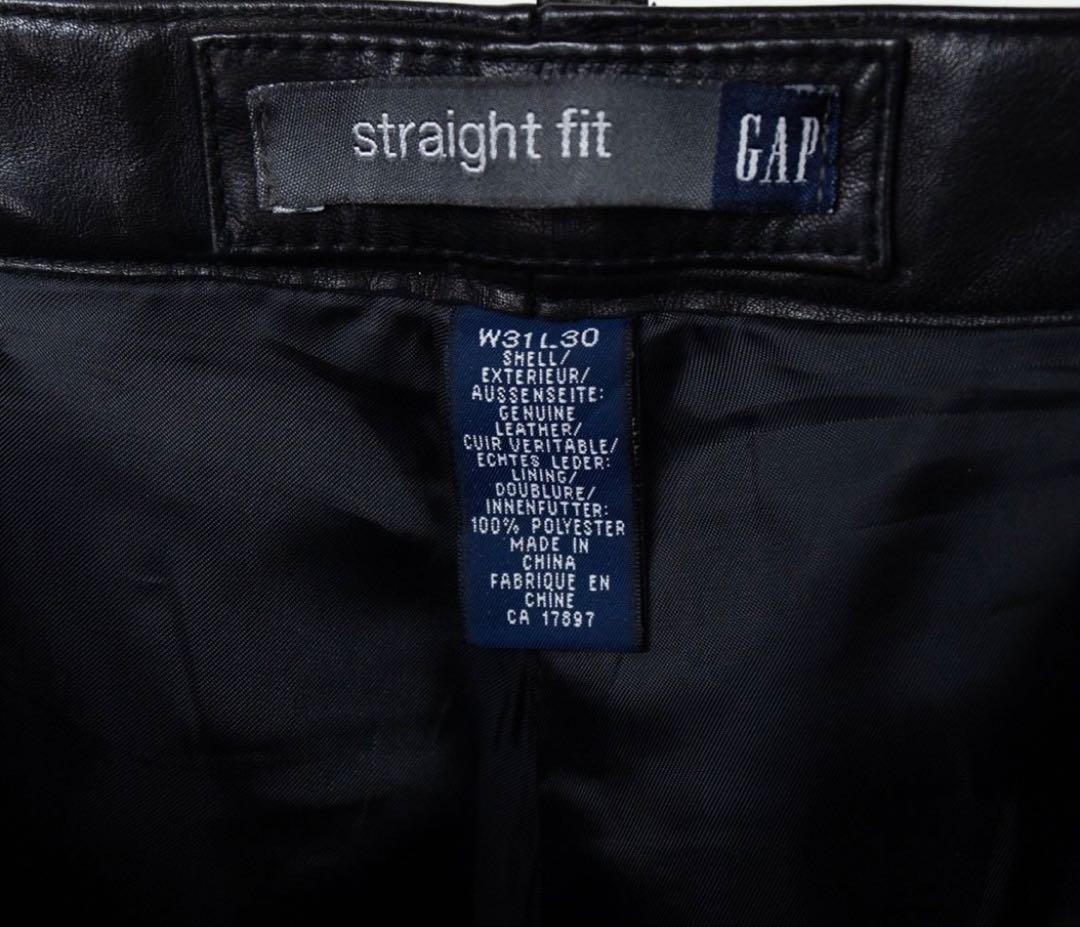 straight fit GAP
W31L30
SHELL/
EXTERIEUR/
AUSSENSEITE:
GENUINE
LEATHER/
CUIR VERITABLE/
ECHTES LEDER:
LINING/
DOUBLURE/
INNENFUTTER:
100% POLYESTER
MADE IN
CHINA
FABRIQUE EN
CHINE
CA 17897